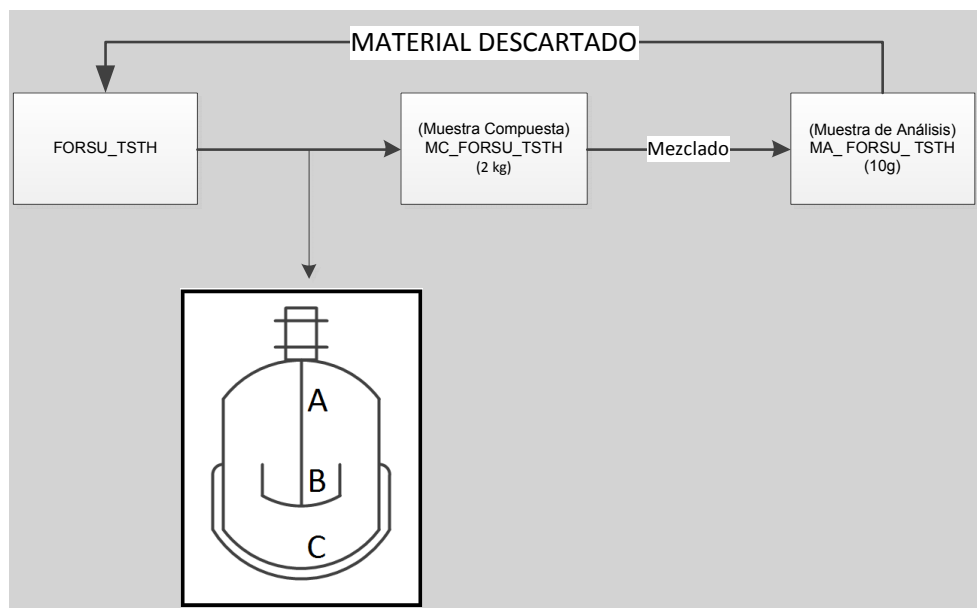 MATERIAL DESCARTADO
FORSU_TSTH
(Muestra Compuesta)
MC_FORSU_TSTH
(2 kg)
Mezclado
(Muestra de Análisis)
MA_ FORSU_ TSTH
(10g)
A
B
C